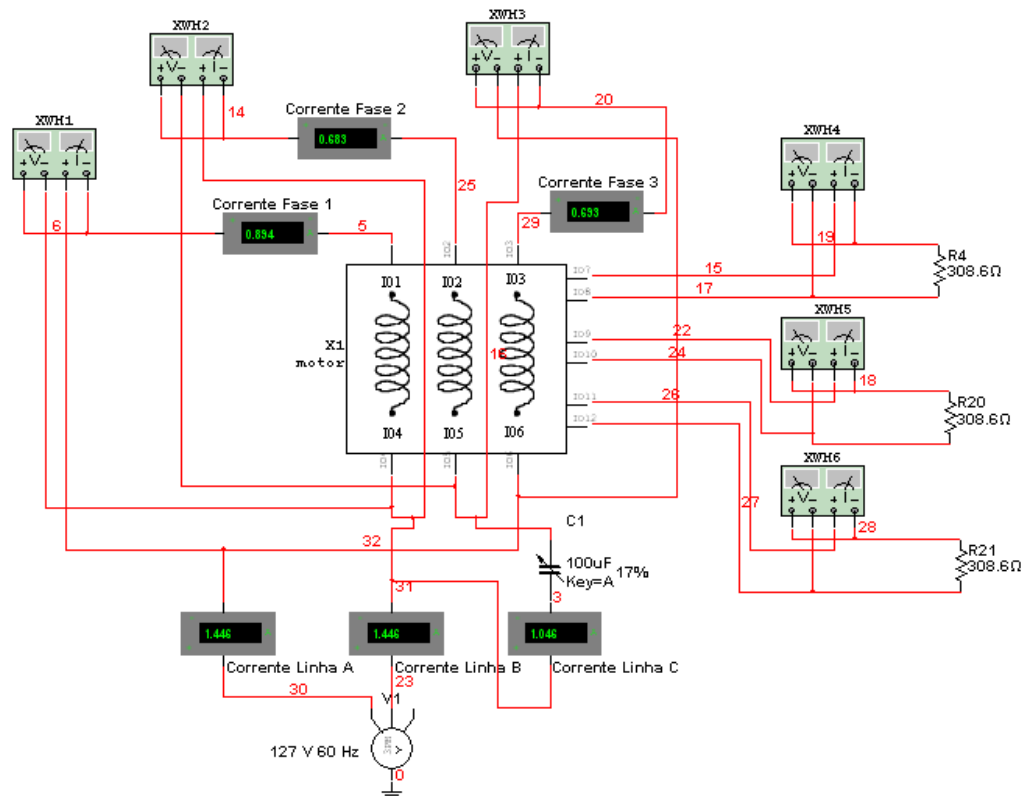 XWH2
XWH3
+V- +I-
+V- +I-
14
20
Corrente Fase 2
XWH1
0.683
XWH4
+V- +I-
+V- +I-
25
Corrente Fase 3
Corrente Fase 1
29
0.693
6
0.894
5
19
R4
308.6Ω
IO2
IO3
IO1 IO2 IO3
IO7
15
IO8
17
XWH5
+V- +I-
IO9
22
X1
motor
16
IO10
24
18
R20
308.6Ω
26
IO11
IO12
IO4 IO5 IO6
XWH6
+V- +I-
27
28
C1
32
R21
308.6Ω
100uF
Key=A
17%
31
3
1.446
1.446
1.046
Corrente Linha A
Corrente Linha B
Corrente Linha C
23
30
V1
3PH
Y
127 V 60 Hz
0